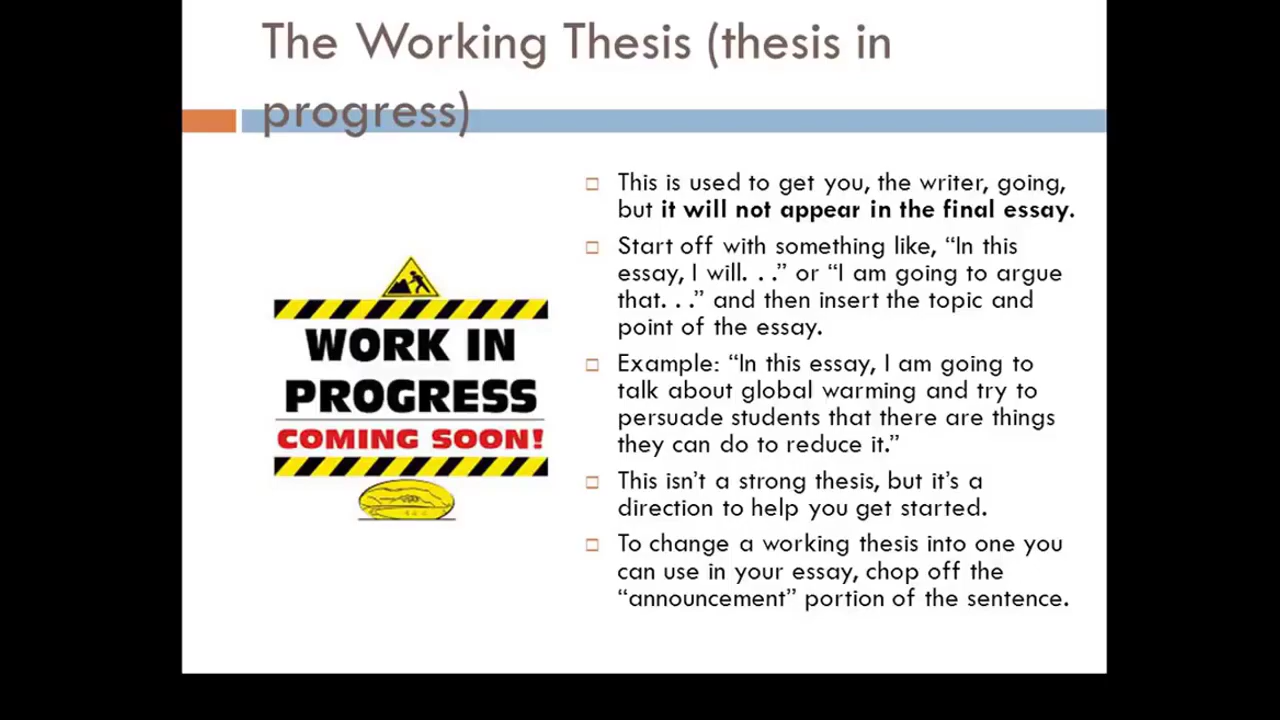 The Working Thesis (thesis in
progress)
WORK IN
PROGRESS
COMING SOON!
□ This is used to get you, the writer, going,
but it will not appear in the final essay.
□ Start off with something like, “In this
essay, I will. . .” or “I am going to argue
that. . .” and then insert the topic and
point of the essay.
□ Example: “In this essay, I am going to
talk about global warming and try to
persuade students that there are things
they can do to reduce it.”
□ This isn’t a strong thesis, but it’s a
direction to help you get started.
□ To change a working thesis into one you
can use in your essay, chop off the
“announcement” portion of the sentence.